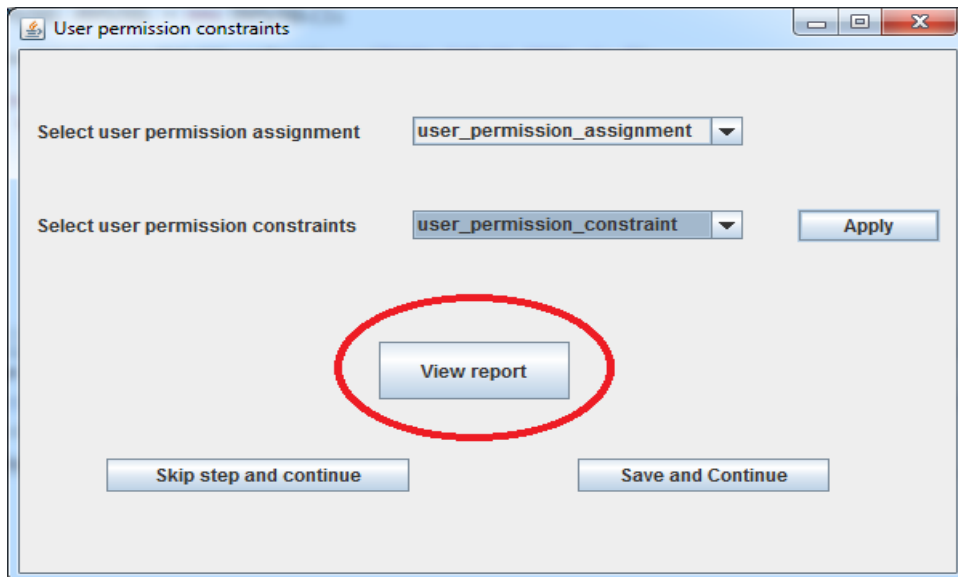 User permission constraints
Select user permission assignment user_permission_assignment
Select user permission constraints user_permission_constraint Apply
View report
Skip step and continue Save and Continue